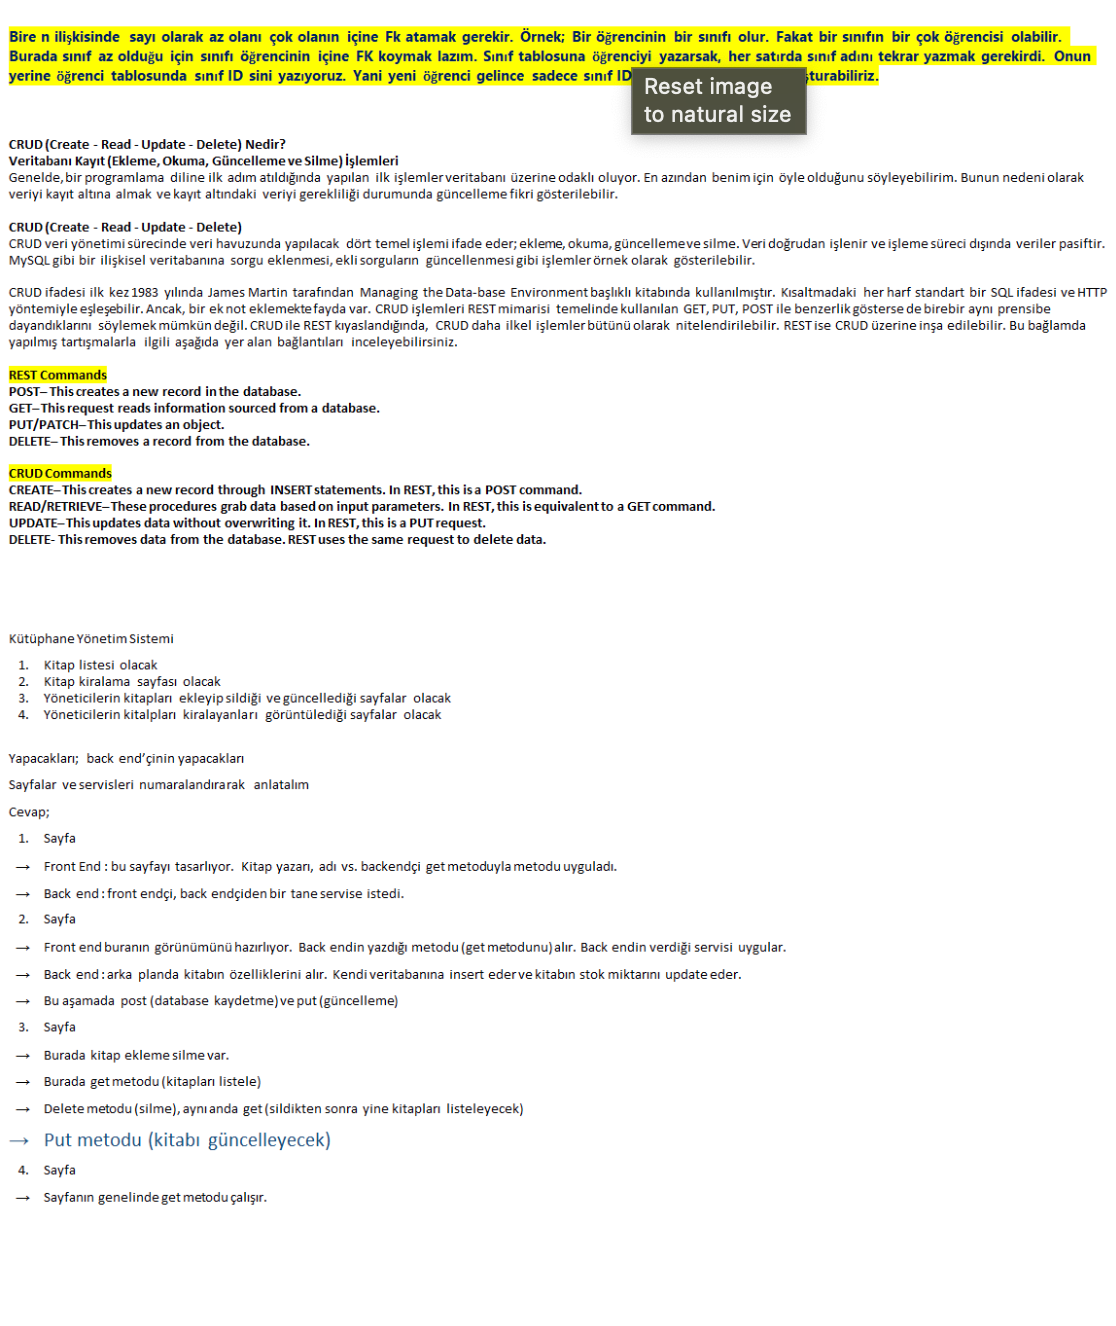 Bire n ilişkisinde sayı olarak az olanı çok olanın içine Fk atamak gerekir. Örnek; Bir öğrencinin bir sınıfı olur. Fakat bir sınıfın bir çok öğrencisi olabilir.
Burada sınıf az olduğu için sınıfı öğrencinin içine FK koymak lazım. Sınıf tablosuna öğrenciyi yazarsak, her satırda sınıf adını tekrar yazmak gerekirdi. Onun
yerine öğrenci tablosunda sınıf ID sini yazıyoruz. Yani yeni öğrenci gelince sadece sınıf ID
Reset image
to natural size
CRUD (Create - Read - Update - Delete) Nedir?
Veritabanı Kayıt (Ekleme, Okuma, Güncelleme ve Silme) İşlemleri
Genelde, bir programlama diline ilk adım atıldığında yapılan ilk işlemler veritabanı üzerine odaklı oluyor. En azından benim için öyle olduğunu söyleyebilirim. Bunun nedeni olarak
veriyi kayıt altına almak ve kayıt altındaki veriyi gerekliliği durumunda güncelleme fikri gösterilebilir.
CRUD (Create - Read - Update - Delete)
CRUD veri yönetimi sürecinde veri havuzunda yapılacak dört temel işlemi ifade eder; ekleme, okuma, güncelleme ve silme. Veri doğrudan işlenir ve işleme süreci dışında veriler pasiftir.
MySQL gibi bir ilişkisel veritabanına sorgu eklenmesi, ekli sorguların güncellenmesi gibi işlemler örnek olarak gösterilebilir.
CRUD ifadesi ilk kez 1983 yılında James Martin tarafından Managing the Data-base Environment başlıklı kitabında kullanılmıştır. Kısaltmadaki her harf standart bir SQL ifadesi ve HTTP
yöntemiyle eşleşebilir. Ancak, bir ek not eklemekte fayda var. CRUD işlemleri REST mimarisi temelinde kullanılan GET, PUT, POST ile benzerlik gösterse de birebir aynı prensibe
dayandıklarını söylemek mümkün değil. CRUD ile REST kıyaslandığında, CRUD daha ilkel işlemler bütünü olarak nitelendirilebilir. REST ise CRUD üzerine inşa edilebilir. Bu bağlamda
yapılmış tartışmalarla ilgili aşağıda yer alan bağlantıları inceleyebilirsiniz.
REST Commands
POST– This creates a new record in the database.
GET– This request reads information sourced from a database.
PUT/PATCH– This updates an object.
DELETE– This removes a record from the database.
CRUD Commands
CREATE– This creates a new record through INSERT statements. In REST, this is a POST command.
READ/RETRIEVE– These procedures grab data based on input parameters. In REST, this is equivalent to a GET command.
UPDATE– This updates data without overwriting it. In REST, this is a PUT request.
DELETE- This removes data from the database. REST uses the same request to delete data.
Kütüphane Yönetim Sistemi
1. Kitap listesi olacak
2. Kitap kiralama sayfası olacak
3. Yöneticilerin kitapları ekleyip sildiği ve güncellediği sayfalar olacak
4. Yöneticilerin kitalpları kiralayanları görüntülediği sayfalar olacak
Yapacakları; back end’çinin yapacakları
Sayfalar ve servisleri numaralandırarak anlatalım
Cevap;
1. Sayfa
→ Front End : bu sayfayı tasarlıyor. Kitap yazarı, adı vs. backendçi get metoduyla metodu uyguladı.
→ Back end : front endçi, back endçiden bir tane servise istedi.
2. Sayfa
→ Front end buranın görünümünü hazırlıyor. Back endin yazdığı metodu (get metodunu) alır. Back endin verdiği servisi uygular.
→ Back end : arka planda kitabın özelliklerini alır. Kendi veritabanına insert eder ve kitabın stok miktarını update eder.
→ Bu aşamada post (database kaydetme) ve put (güncelleme)
3. Sayfa
→ Burada kitap ekleme silme var.
→ Burada get metodu (kitapları listele)
→ Delete metodu (silme), aynı anda get (sildikten sonra yine kitapları listeleyecek)
→ Put metodu (kitabı güncelleyecek)
4. Sayfa
→ Sayfanın genelinde get metodu çalışır.